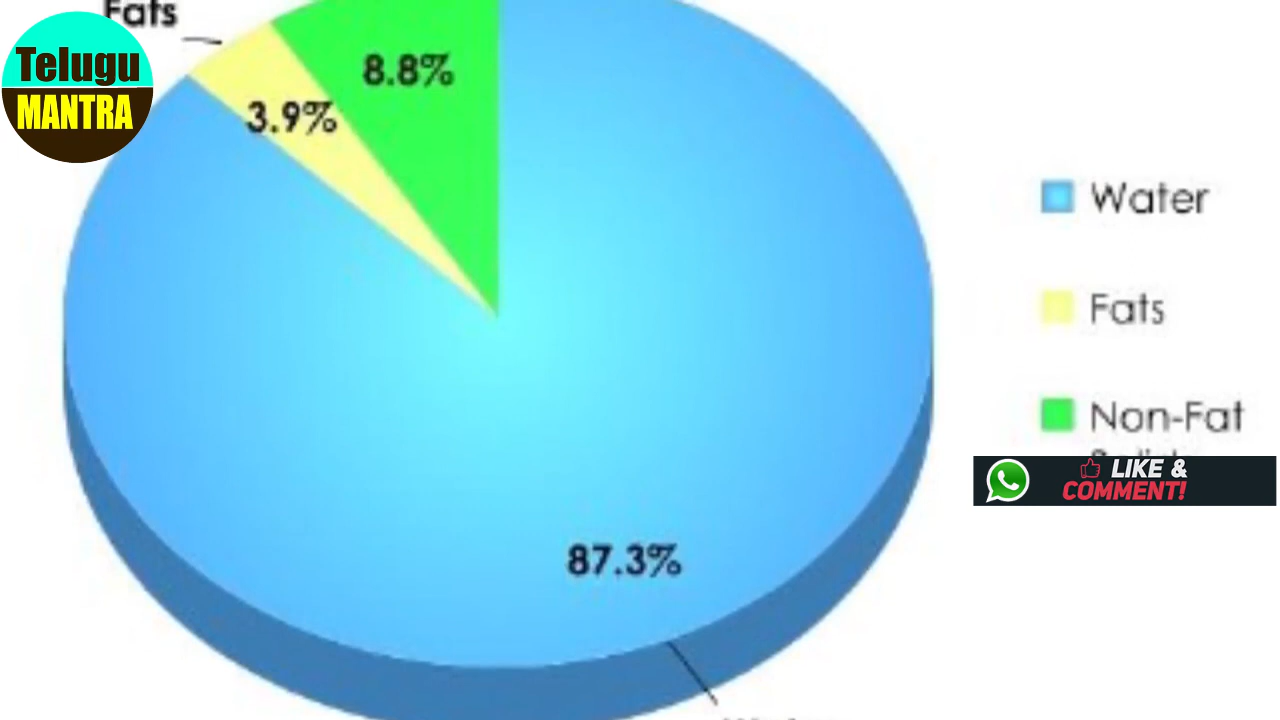 Fats
Telugu
MANTRA
8.8%
3.9%
Water
Fats
Non-Fat
LIKE &
COMMENT!
87.3%